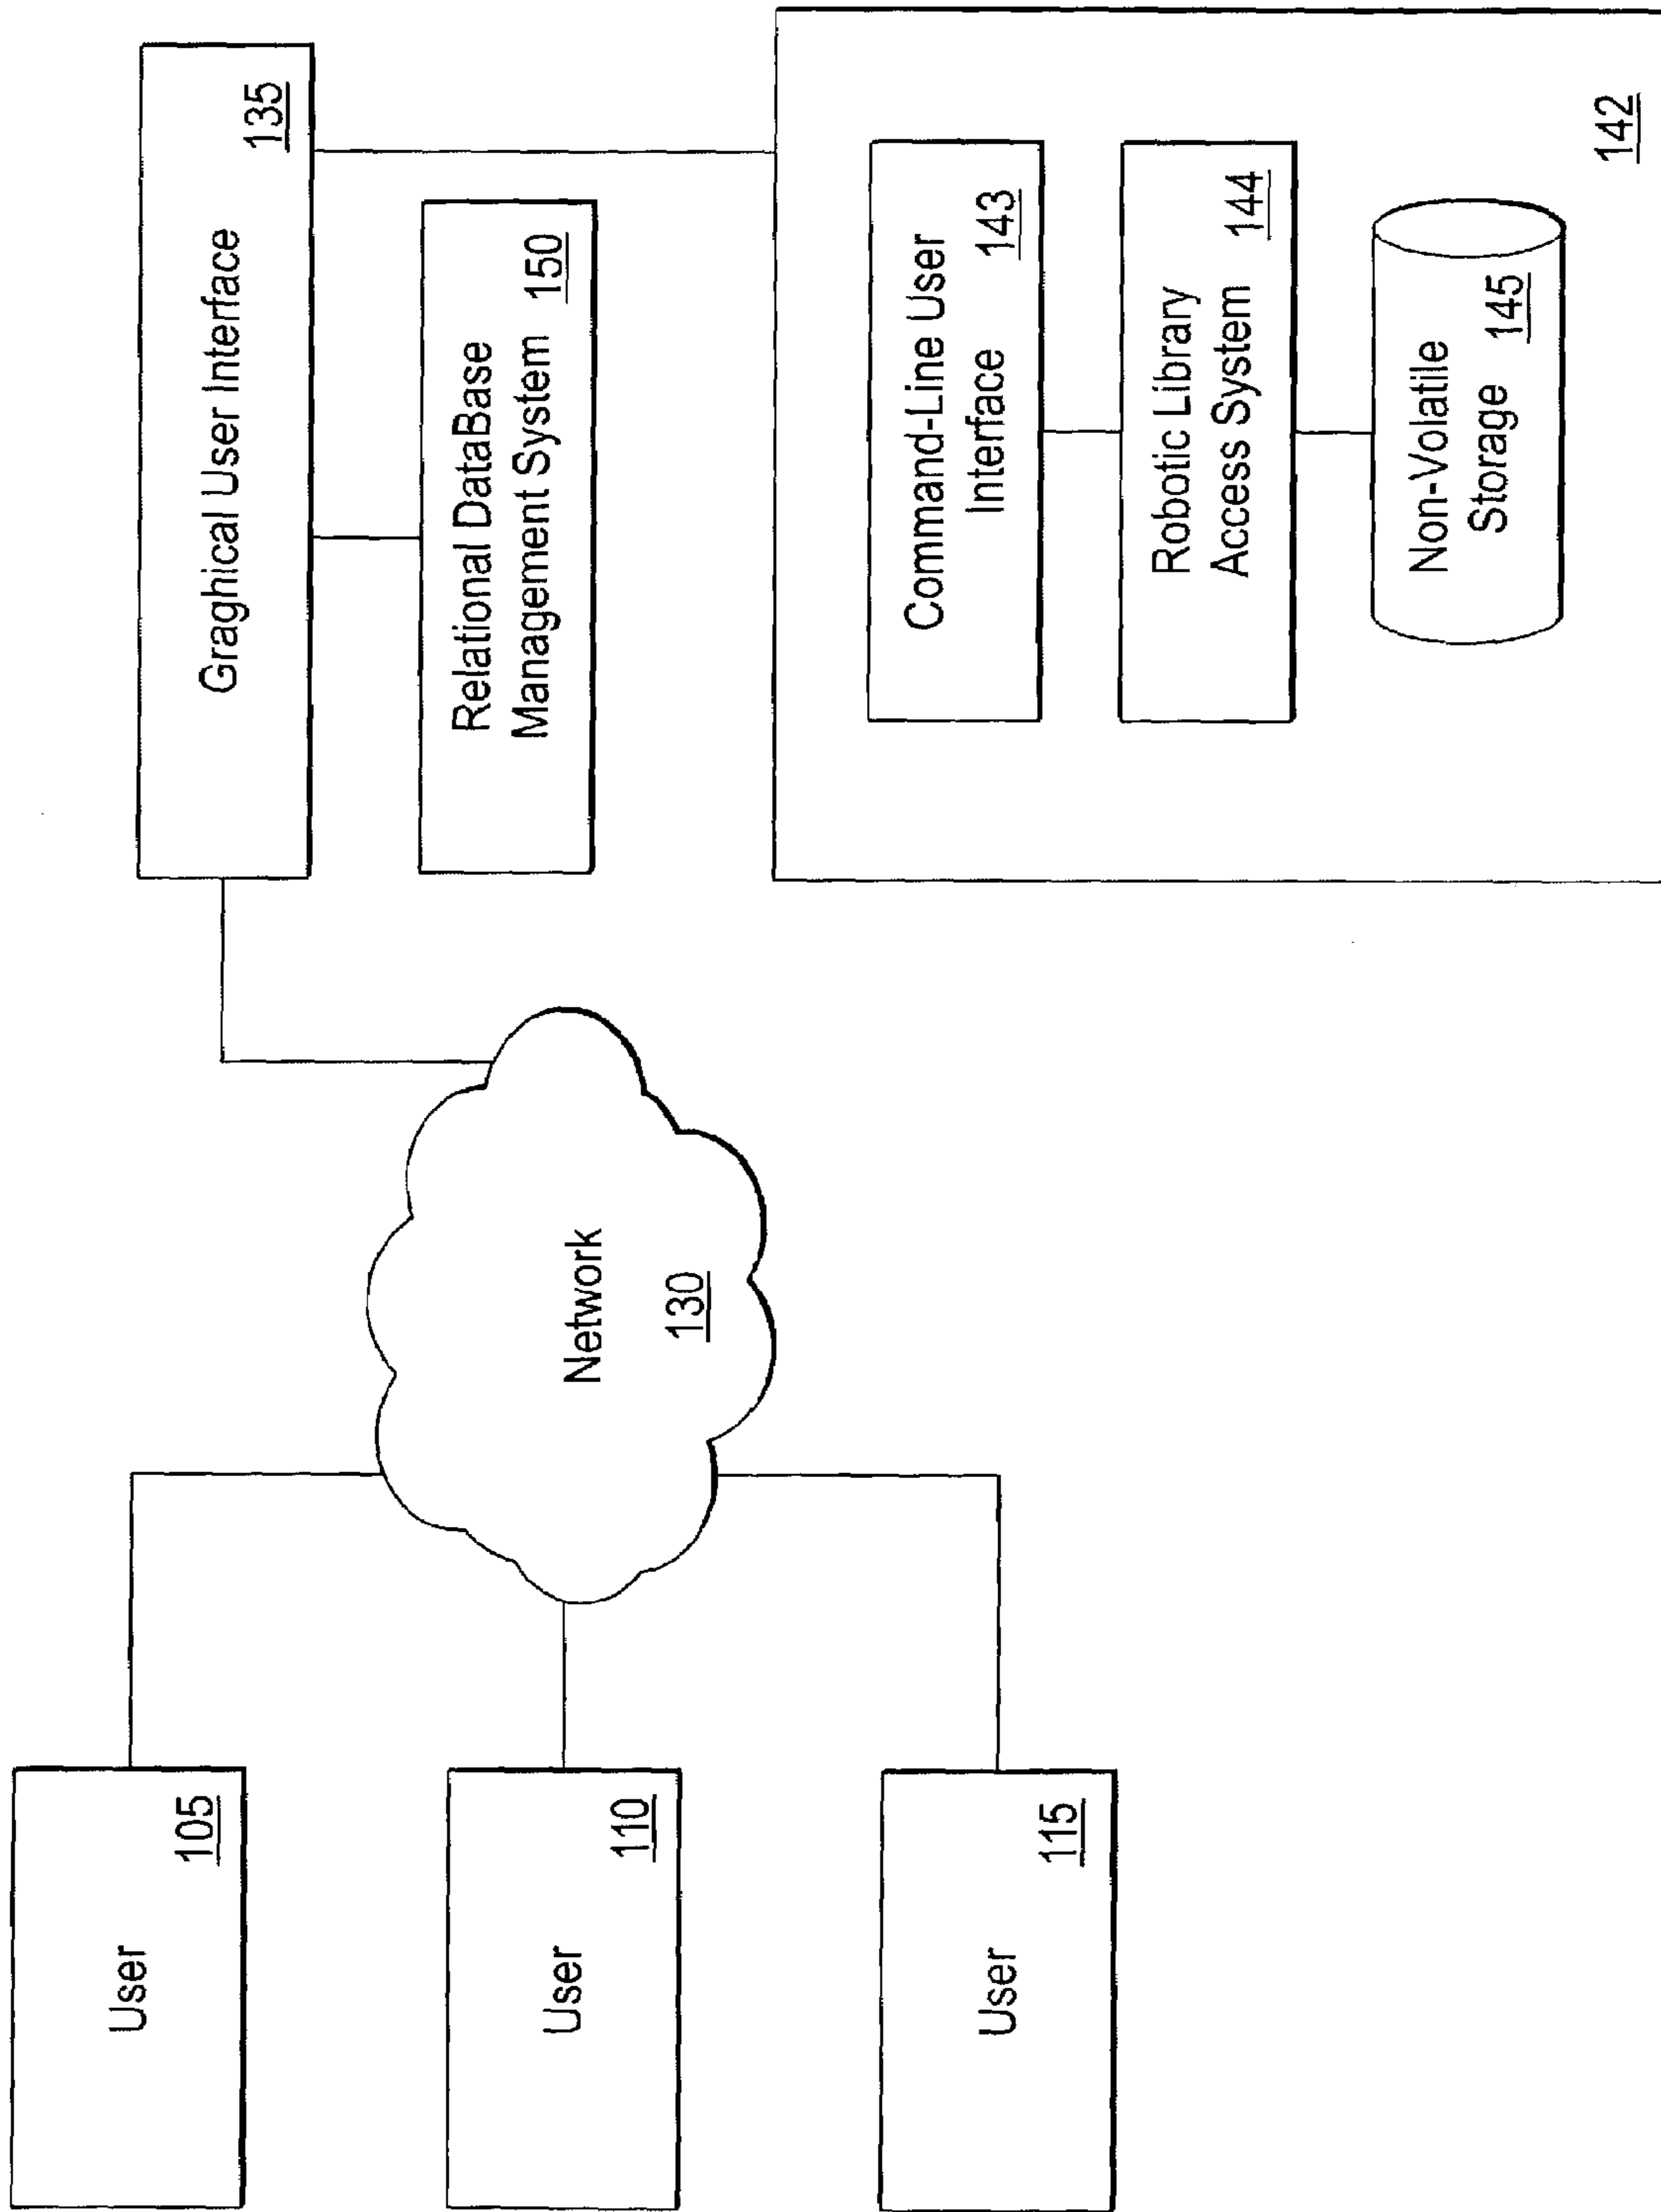 User
105
User
110
User
115
Network
130
Graghical User Interface
135
Relational DataBase
Management System 150
Command-Line User
Interface 143
Robotic Library
Access System 144
Non-Volatile
Storage 145
142